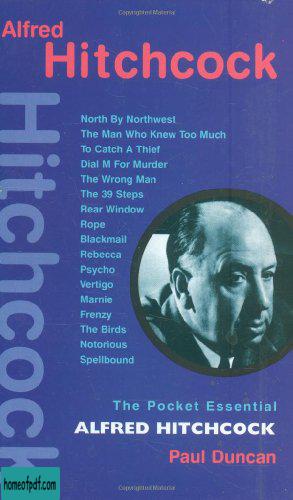 Alfred
Hitchcock
Hitchcock
North By Northwest
The Man Who Knew Too Much
To Catch A Thief
Dial M For Murder
The Wrong Man
The 39 Steps
Rear Window
Rope
Blackmail
Rebecca
Psycho
Vertigo
Marnie
Frenzy
The Birds
Notorious
Spellbound
The Pocket Essential
ALFRED HITCHCOCK
Paul Duncan
homeofpdf.com